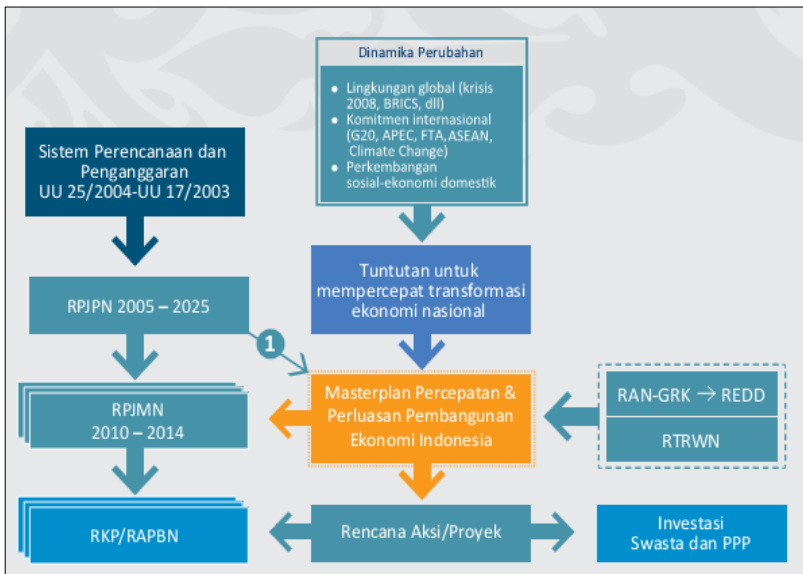 Dinamika Perubahan
● Lingkungan global (krisis
2008, BRICS, dll)
● Komitmen internasional
(G20, APEC, FTA,ASEAN,
Climate Change)
● Perkembangan
sosial-ekonomi domestik
Sistem Perencanaan dan
Penganggaran
UU 25/2004-UU 17/2003
Tuntutan untuk
mempercepat transformasi
ekonomi nasional
RPJPN 2005 – 2025
1
Masterplan Percepatan &
Perluasan Pembangunan
Ekonomi Indonesia
RAN-GRK → REDD
RTRWN
RPJMN
2010 – 2014
RKP/RAPBN
Rencana Aksi/Proyek
Investasi
Swasta dan PPP